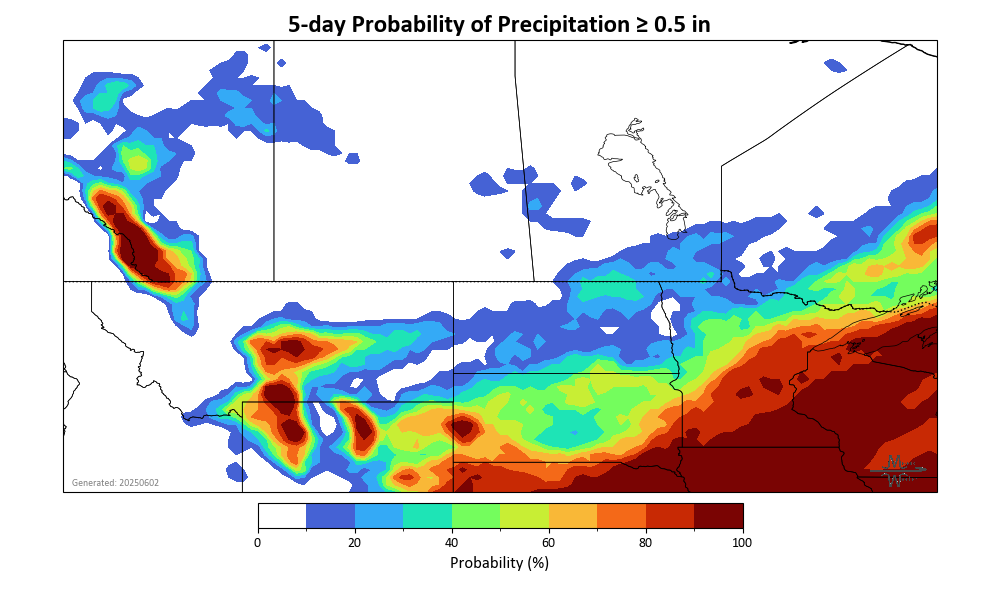 5-day Probability of Precipitation ≥ 0.5 in
Generated: 20250602
0 20 40 60 80 100
Probability (%)